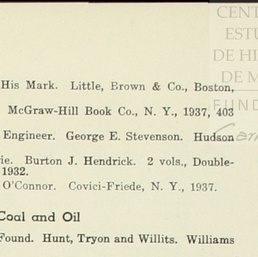 CENT
ESTU
DE HI
DE M
FUND
His Mark. Little, Brown & Co., Boston,
McGraw-Hill Book Co., N. Y., 1937, 403
Engineer. George E. Stevenson. Hudson
rie. Burton J. Hendrick. 2 vols., Double-
1932.
O'Connor. Covici-Friede, N. Y., 1937.
Coal and Oil
Found. Hunt, Tryon and Willits. Williams